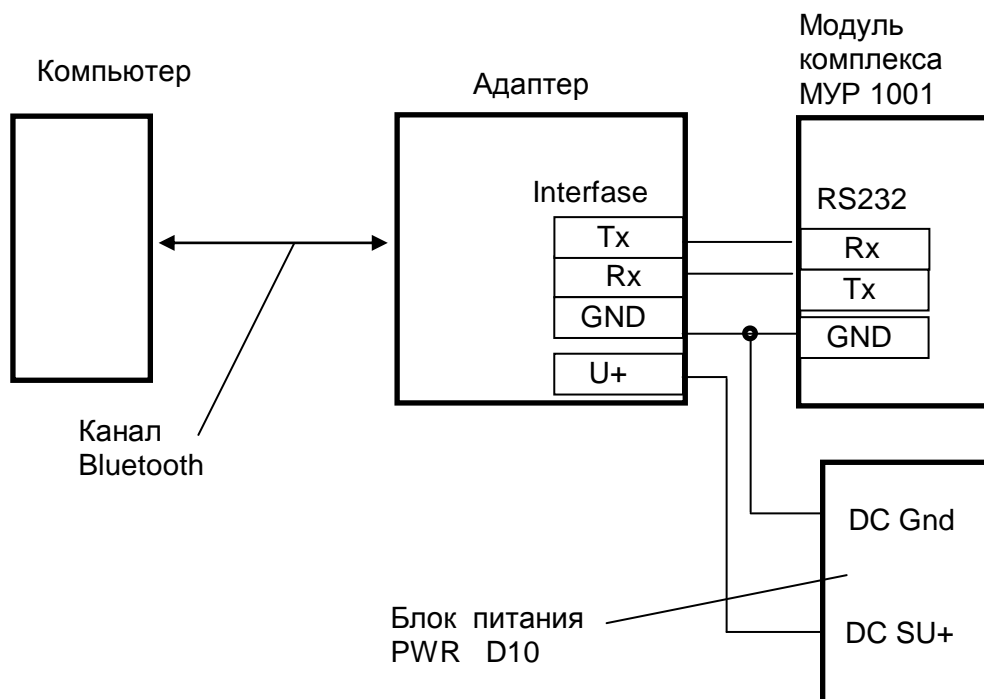 Компьютер
Адаптер
Модуль
комплекса
МУР 1001
Interfase
Tx
Rx
GND
U+
RS232
Rx
Tx
GND
Канал
Bluetooth
DC Gnd
DC SU+
Блок питания
PWR D10